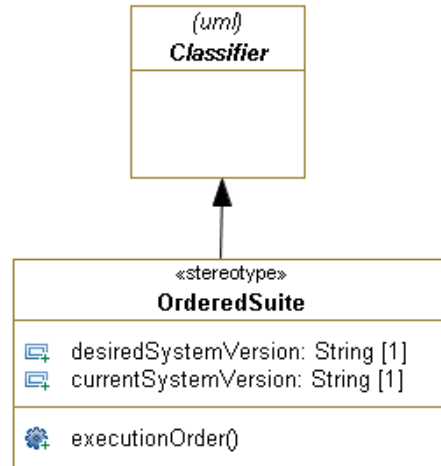 (uml)
Classifier
«stereotype»
OrderedSuite
desiredSystemVersion: String [1]
currentSystemVersion: String [1]
executionOrder()